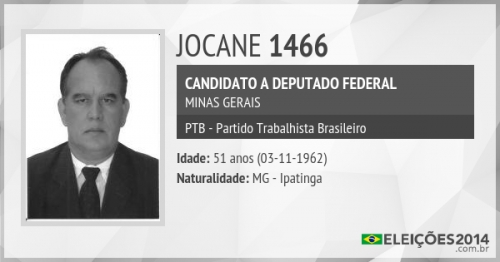 JOCANE 1466
CANDIDATO A DEPUTADO FEDERAL
MINAS GERAIS
PTB - Partido Trabalhista Brasileiro
Idade: 51 anos (03-11-1962)
Naturalidade: MG - Ipatinga
ELEIÇÕES2014
.com.br